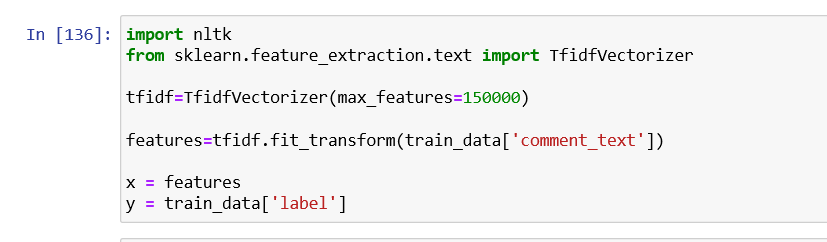 In [136]:
import nltk
from sklearn.feature_extraction.text import TfidfVectorizer
tfidf=TfidfVectorizer(max_features=150000)
features=tfidf.fit_transform(train_data['comment_text'])
x = features
y = train_data['label']